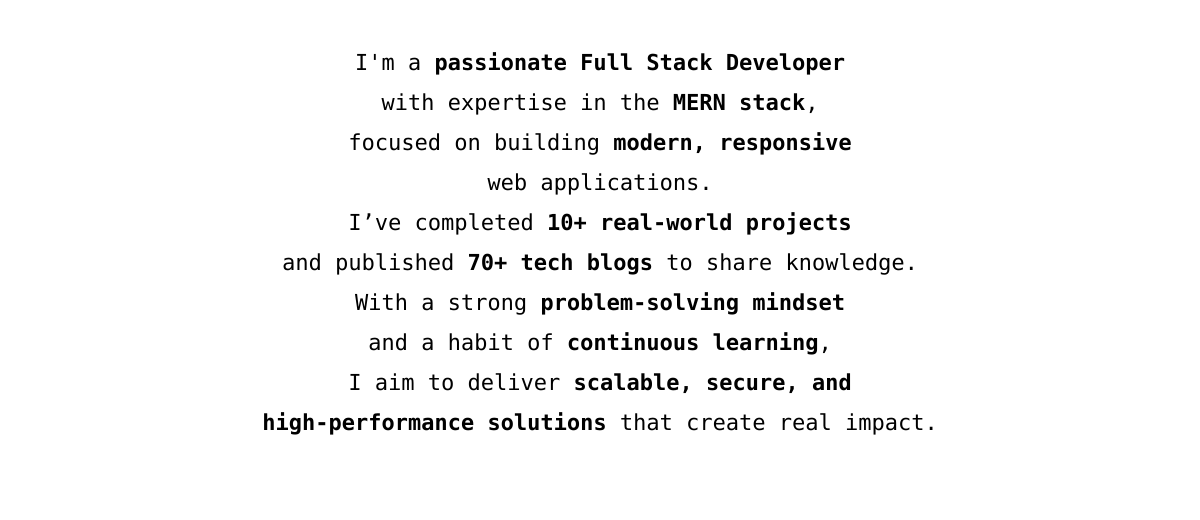 I'm a passionate Full Stack Developer
with expertise in the MERN stack,
focused on building modern, responsive
web applications.
I’ve completed 10+ real-world projects
and published 70+ tech blogs to share knowledge.
With a strong problem-solving mindset
and a habit of continuous learning,
I aim to deliver scalable, secure, and
high-performance solutions that create real impact.